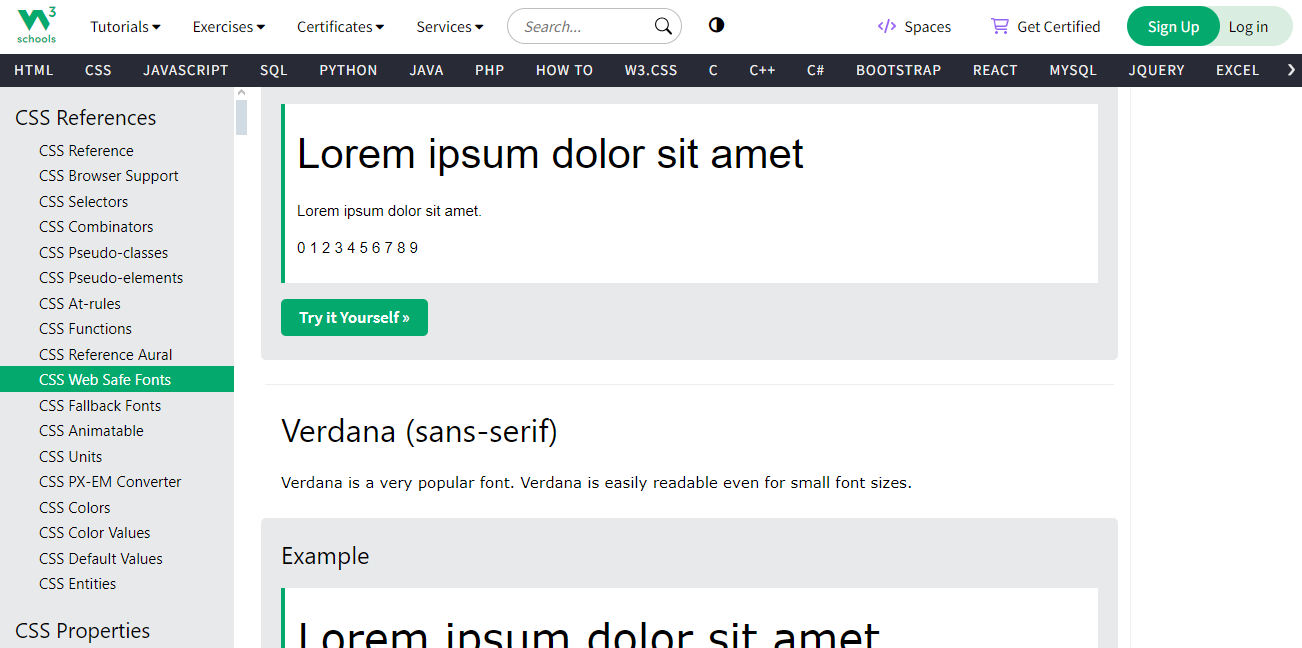 3
schools
Tutorials
Exercises
Certificates
Services
Search...
Spaces
Get Certified
Sign Up
Log in
HTML CSS JAVASCRIPT SQL PYTHON JAVA PHP HOW TO W3.CSS C C++ C# BOOTSTRAP REACT MYSQL JQUERY EXCEL
CSS References
CSS Reference
CSS Browser Support
CSS Selectors
CSS Combinators
CSS Pseudo-classes
CSS Pseudo-elements
CSS At-rules
CSS Functions
CSS Reference Aural
CSS Web Safe Fonts
CSS Fallback Fonts
CSS Animatable
CSS Units
CSS PX-EM Converter
CSS Colors
CSS Color Values
CSS Default Values
CSS Entities
CSS Properties
Lorem ipsum dolor sit amet
Lorem ipsum dolor sit amet.
0 1 2 3 4 5 6 7 8 9
Try it Yourself »
Verdana (sans-serif)
Verdana is a very popular font. Verdana is easily readable even for small font sizes.
Example
Lorem ipsum dolor sit amet